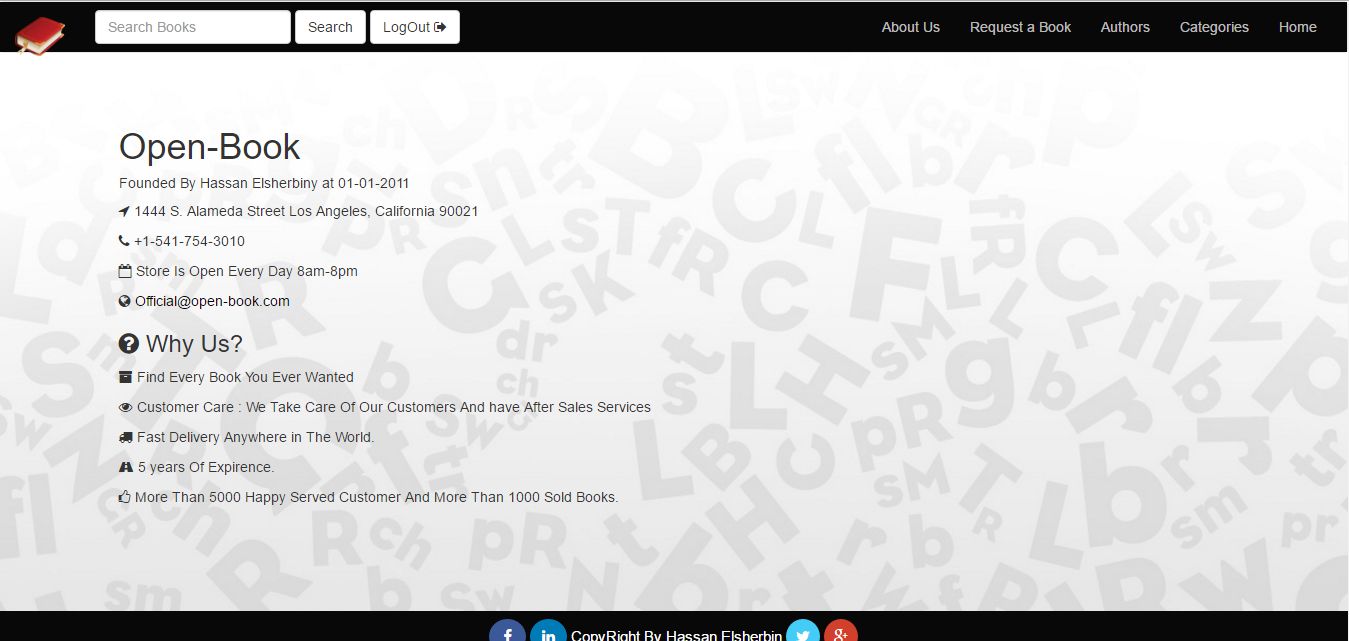 Search Books
Search
LogOut
About Us
Request a Book
Authors
Categories
Home
Open-Book
Founded By Hassan Elsherbiny at 01-01-2011
1444 S. Alameda Street Los Angeles, California 90021
+1-541-754-3010
Store Is Open Every Day 8am-8pm
Official@open-book.com
Why Us?
Find Every Book You Ever Wanted
Customer Care : We Take Care Of Our Customers And have After Sales Services
Fast Delivery Anywhere in The World.
5 years Of Expirence.
More Than 5000 Happy Served Customer And More Than 1000 Sold Books.
CopyRight By Hassan Elsherbin